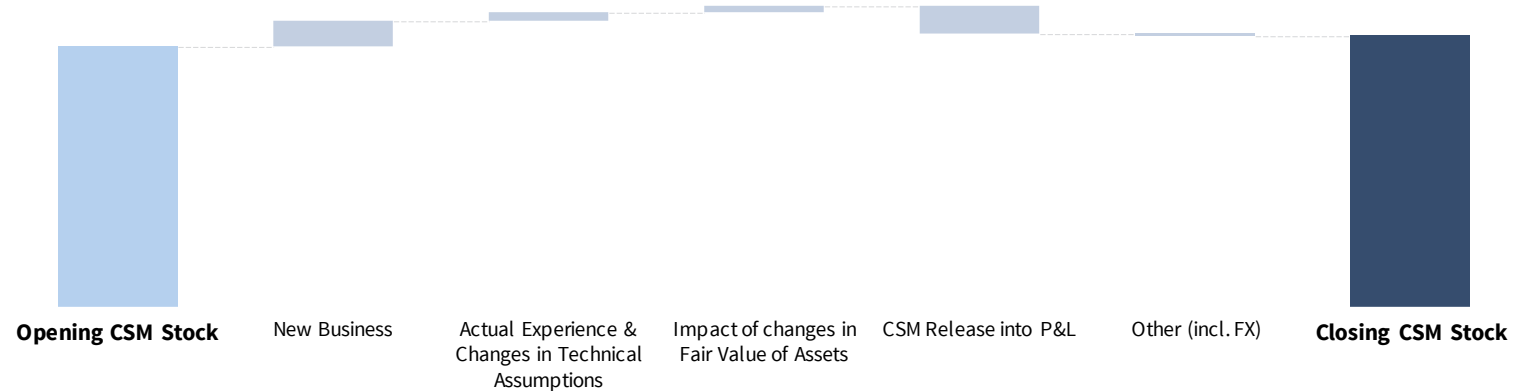 Opening CSM Stock
New Business
Actual Experience &
Changes in Technical
Assumptions
Impact of changes in
Fair Value of Assets
CSM Release into P&L
Other (incl. FX)
Closing CSM Stock